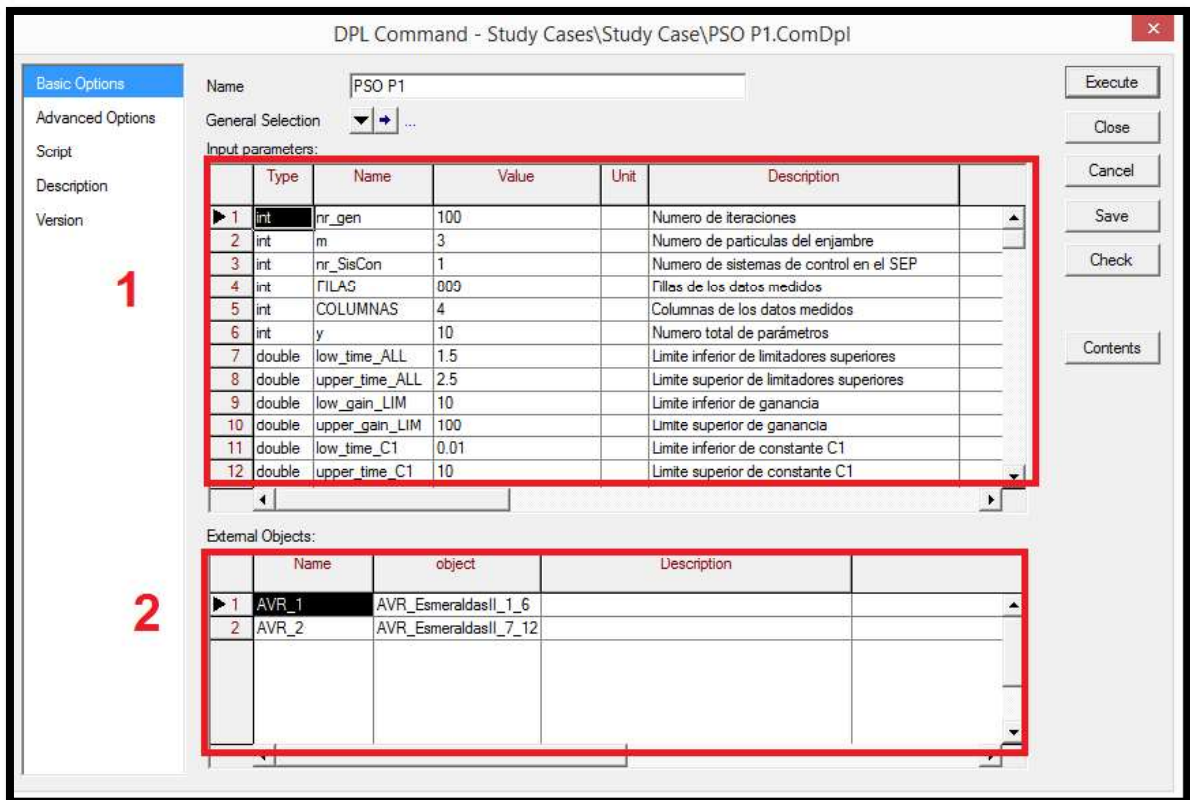 DPL Command - Study Cases\Study Case\PSO P1.ComDpl
Basic Options
Advanced Options
Script
Description
Version
Name PSO P1
General Selection ...
Input parameters:
Type Name Value Unit Description
1 int nr_gen 100 Numero de iteraciones
2 int m 3 Numero de particulas del enjambre
3 int nr_SisCon 1 Numero de sistemas de control en el SEP
4 int FILAS 809 Fillas de los datos medidos
5 int COLUMNAS 4 Columnas de los datos medidos
6 int y 10 Numero total de parámetros
7 double low_time_ALL 1.5 Limite inferior de limitadores superiores
8 double upper_time_ALL 2.5 Limite superior de limitadores superiores
9 double low_gain_LIM 10 Limite inferior de ganancia
10 double upper_gain_LIM 100 Limite superior de ganancia
11 double low_time_C1 0.01 Limite inferior de constante C1
12 double upper_time_C1 10 Limite superior de constante C1
1
External Objects:
Name object Description
1 AVR_1 AVR_EsmeraldasII_1_6
2 AVR_2 AVR_EsmeraldasII_7_12
2
Execute
Close
Cancel
Save
Check
Contents